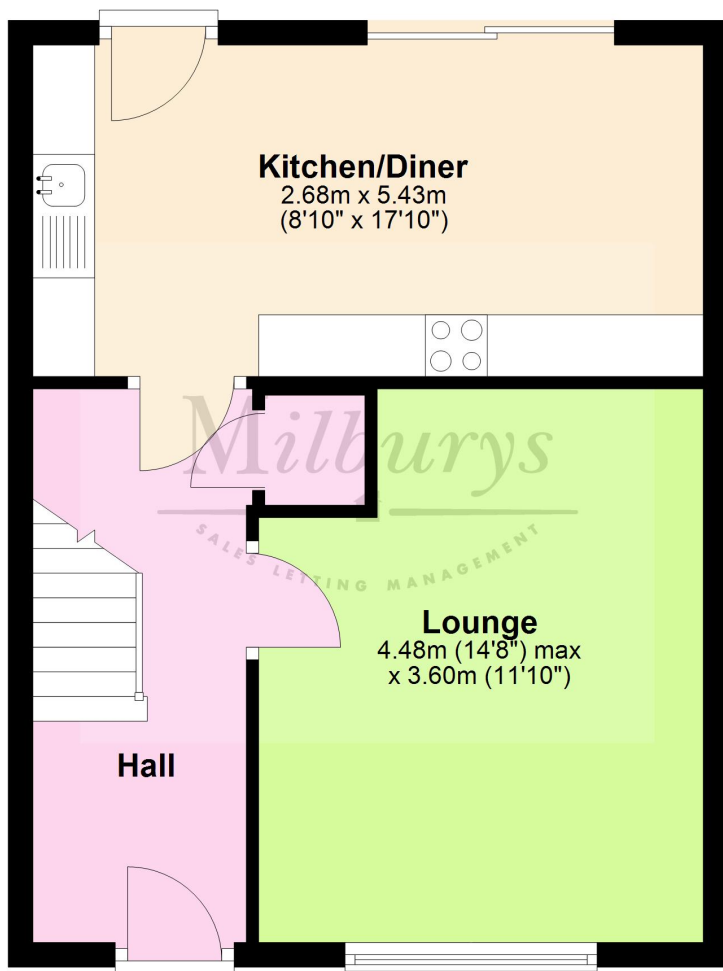 Kitchen/Diner
2.68m x 5.43m
(8'10" x 17'10")
Milburys
SALES LETTING MANAGEMENT
Lounge
4.48m (14'8") max
x 3.60m (11'10")
Hall